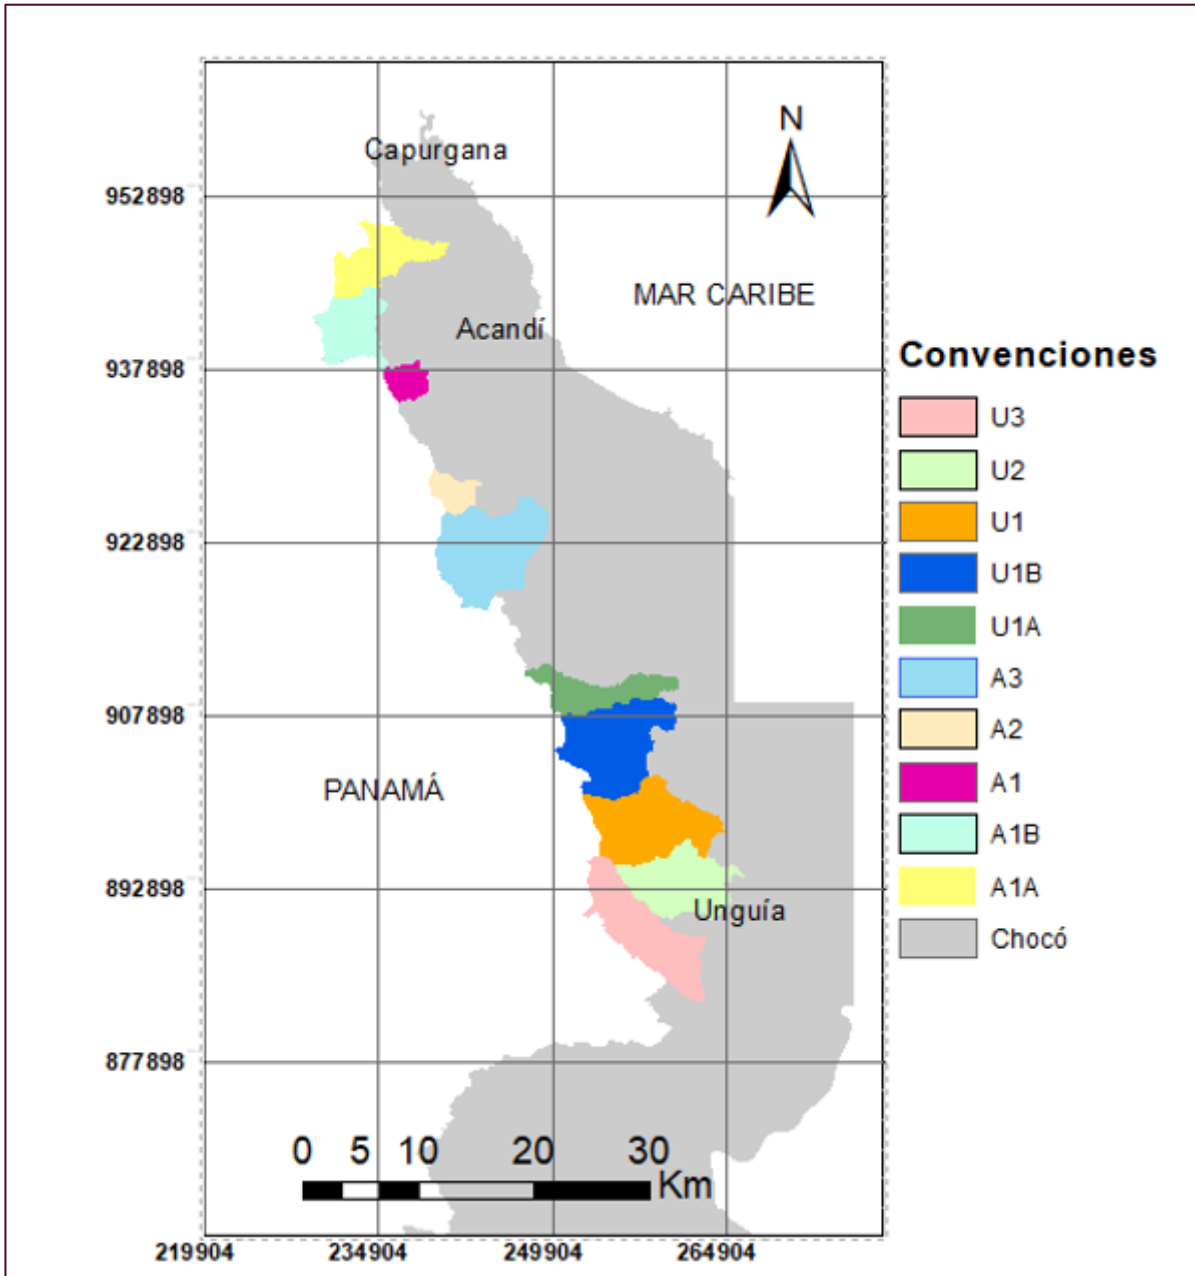 N
Capurgana
952898
MAR CARIBE
Acandí
937898
922898
907898
PANAMÁ
892898
Unguía
877898
0 5 10 20 30
Km
219904 234904 249904 264904
Convenciones
U3
U2
U1
U1B
U1A
A3
A2
A1
A1B
A1A
Chocó